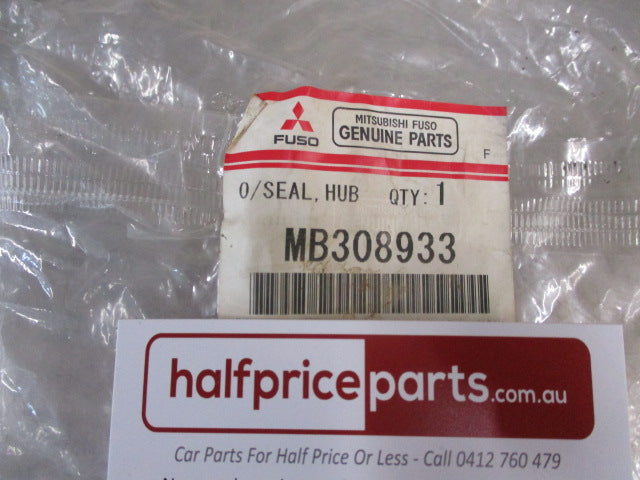 FUSO
MITSUBISHI FUSO
GENUINE PARTS
F
O/SEAL, HUB QTY: 1
MB308933
halfpriceparts.com.au
Car Parts For Half Price Or Less - Call 0412 760 479